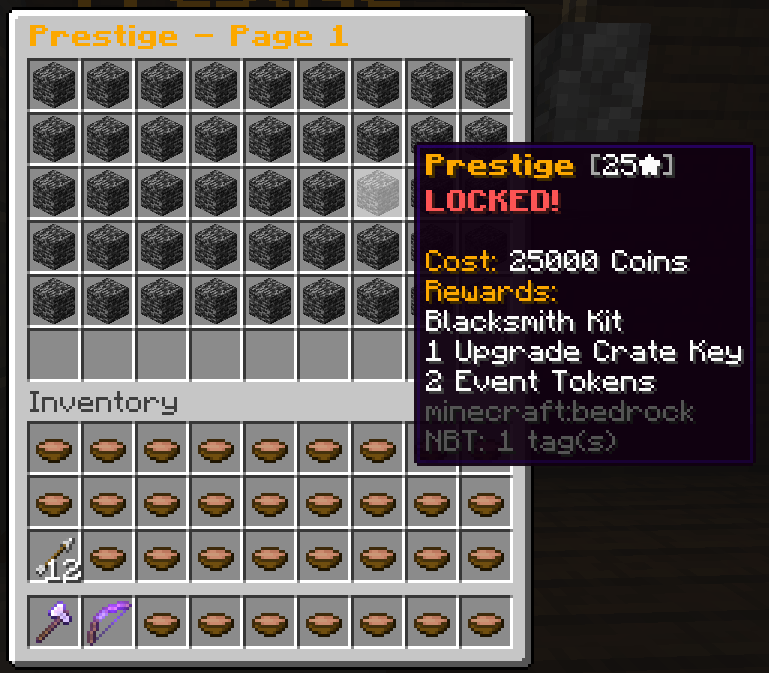 Prestige - Page 1
Prestige [25★]
LOCKED!
Cost: 25000 Coins
Rewards:
Blacksmith Kit
1 Upgrade Crate Key
2 Event Tokens
minecraft:bedrock
NBT: 1 tag(s)
Inventory
12